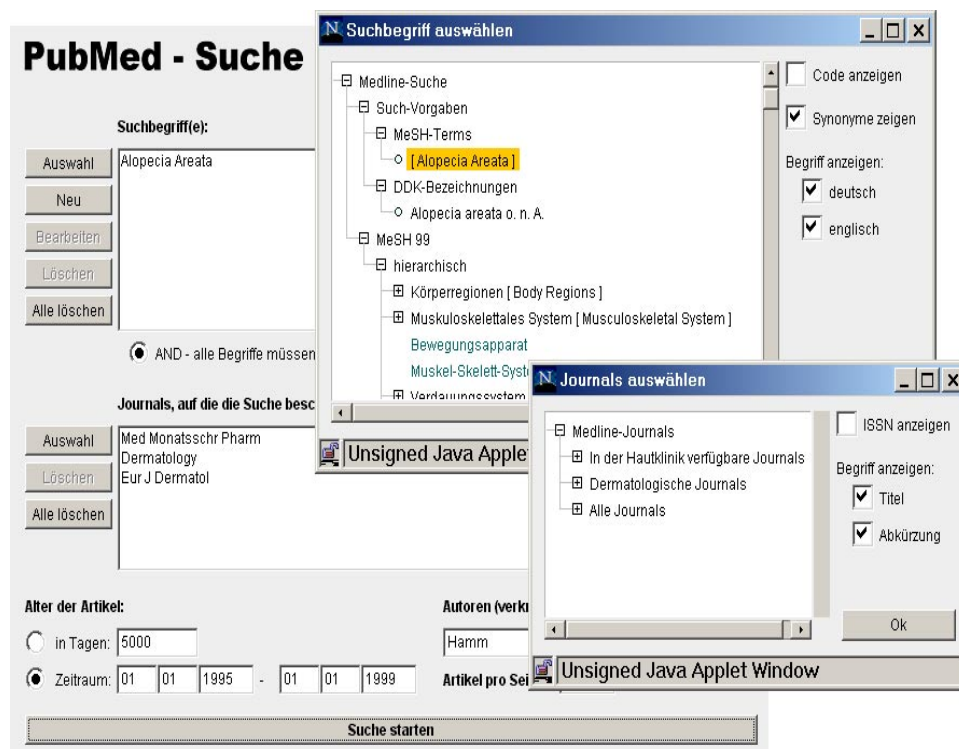 PubMed - Suche
Suchbegriff(e):
Auswahl
Neu
Bearbeiten
Löschen
Alle löschen
Alopecia Areata
AND - alle Begriffe müssen
Journals, auf die die Suche
Auswahl
Löschen
Alle löschen
Med Monatsschr Pharm
Dermatology
Eur J Dermatol
Alter der Artikel:
in Tagen: 5000
Zeitraum: 01 01 1995 - 01 01 1999
Autoren
Hamm
Artikel pro
Suche starten
Suchbegriff auswählen
Medline-Suche
Such-Vorgaben
MeSH-Terms
[ Alopecia Areata ]
DDK-Bezeichnungen
Alopecia areata o. n. A.
MeSH 99
hierarchisch
Körperregionen [ Body Regions ]
Muskuloskelettales System [ Musculoskeletal System ]
Bewegungsapparat
Verdauungssystem
Code anzeigen
Synonyme zeigen
Begriff anzeigen:
deutsch
englisch
Unsigned Java
Journals auswählen
Medline-Journals
In der Hautklinik verfügbare Journals
Dermatologische Journals
Alle Journals
ISSN anzeigen
Begriff anzeigen:
Titel
Abkürzung
Ok
Unsigned Java Applet Window